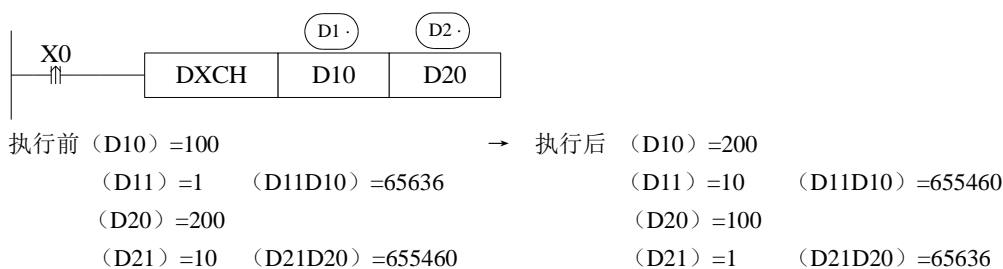 D1 · D2 ·
X0
DXCH D10 D20
执行前（D10）=100 → 执行后 （D10）=200
（D11）=1 （D11D10）=65636 （D11）=10 （D11D10）=655460
（D20）=200 （D20）=100
（D21）=10 （D21D20）=655460 （D21）=1 （D21D20）=65636